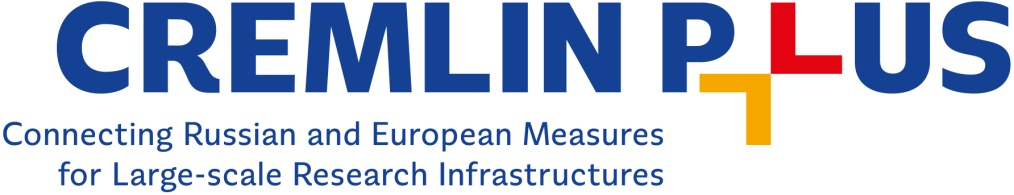 CREMLIN PLUS
Connecting Russian and European Measures
for Large-scale Research Infrastructures